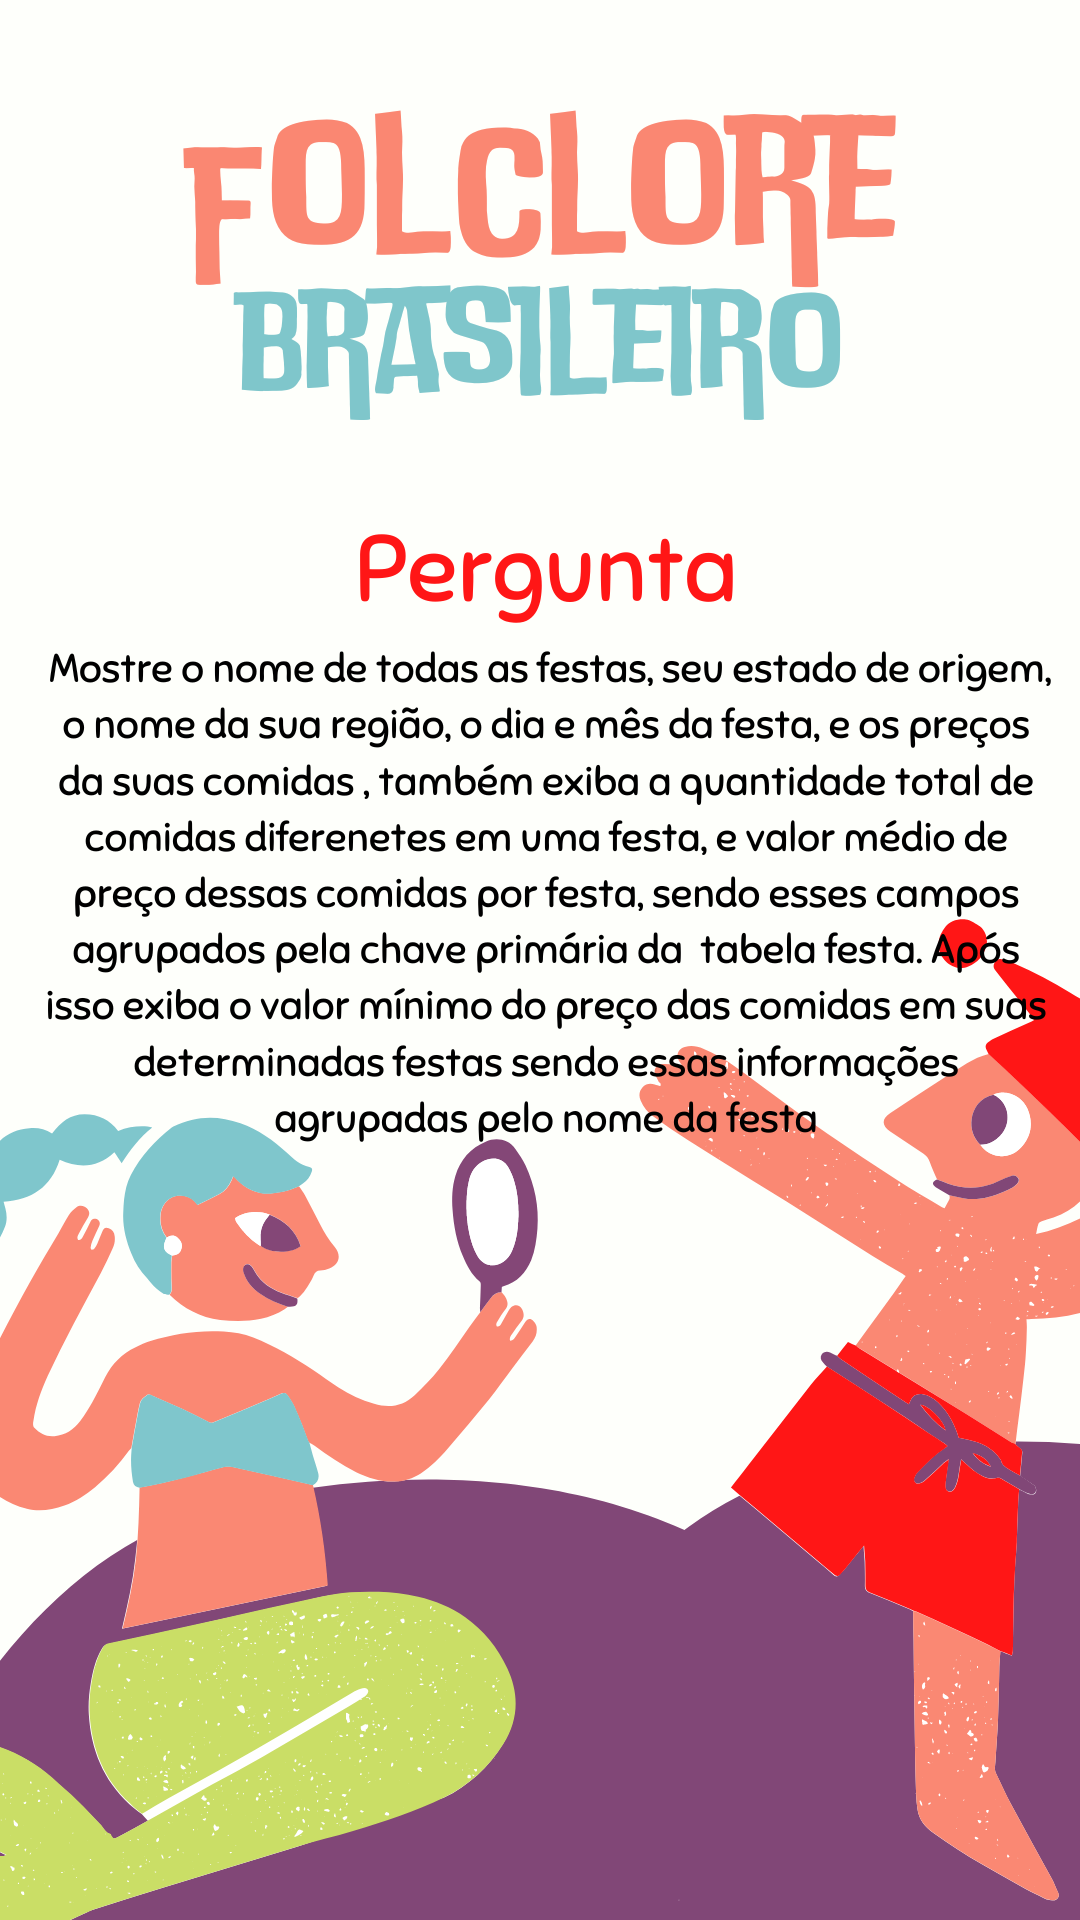 FOLCLORE
BRASILEIRO
Pergunta
Mostre o nome de todas as festas, seu estado de origem,
o nome da sua região, o dia e mês da festa, e os preços
da suas comidas , também exiba a quantidade total de
comidas diferenetes em uma festa, e valor médio de
preço dessas comidas por festa, sendo esses campos
agrupados pela chave primária da  tabela festa. Após
isso exiba o valor mínimo do preço das comidas em suas
determinadas festas sendo essas informações
agrupadas pelo nome da festa